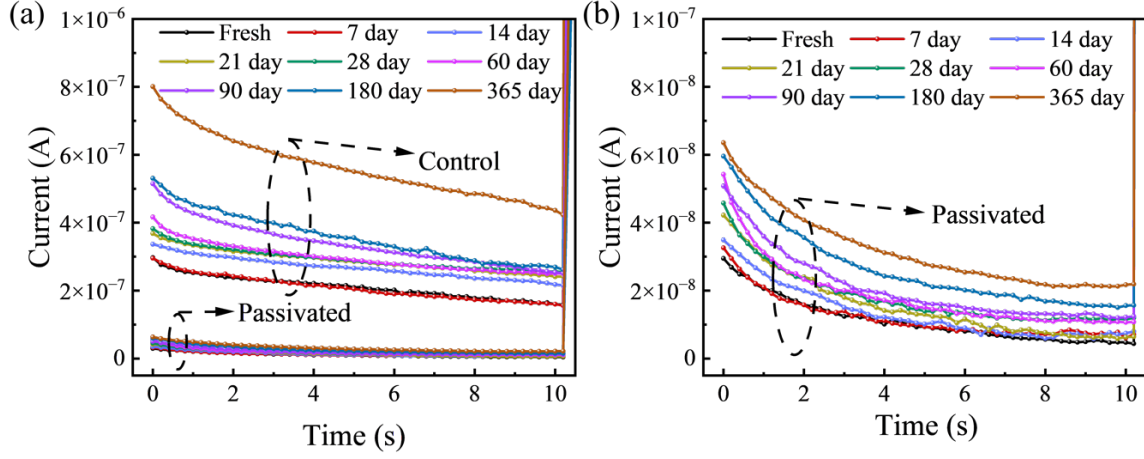 (a)
1×10⁻⁶
8×10⁻⁷
6×10⁻⁷
4×10⁻⁷
2×10⁻⁷
0
Current (A)
Fresh 7 day 14 day
21 day 28 day 60 day
90 day 180 day 365 day
Control
Passivated
0 2 4 6 8 10
Time (s)
(b)
1×10⁻⁷
8×10⁻⁸
6×10⁻⁸
4×10⁻⁸
2×10⁻⁸
0
Current (A)
Fresh 7 day 14 day
21 day 28 day 60 day
90 day 180 day 365 day
Passivated
0 2 4 6 8 10
Time (s)